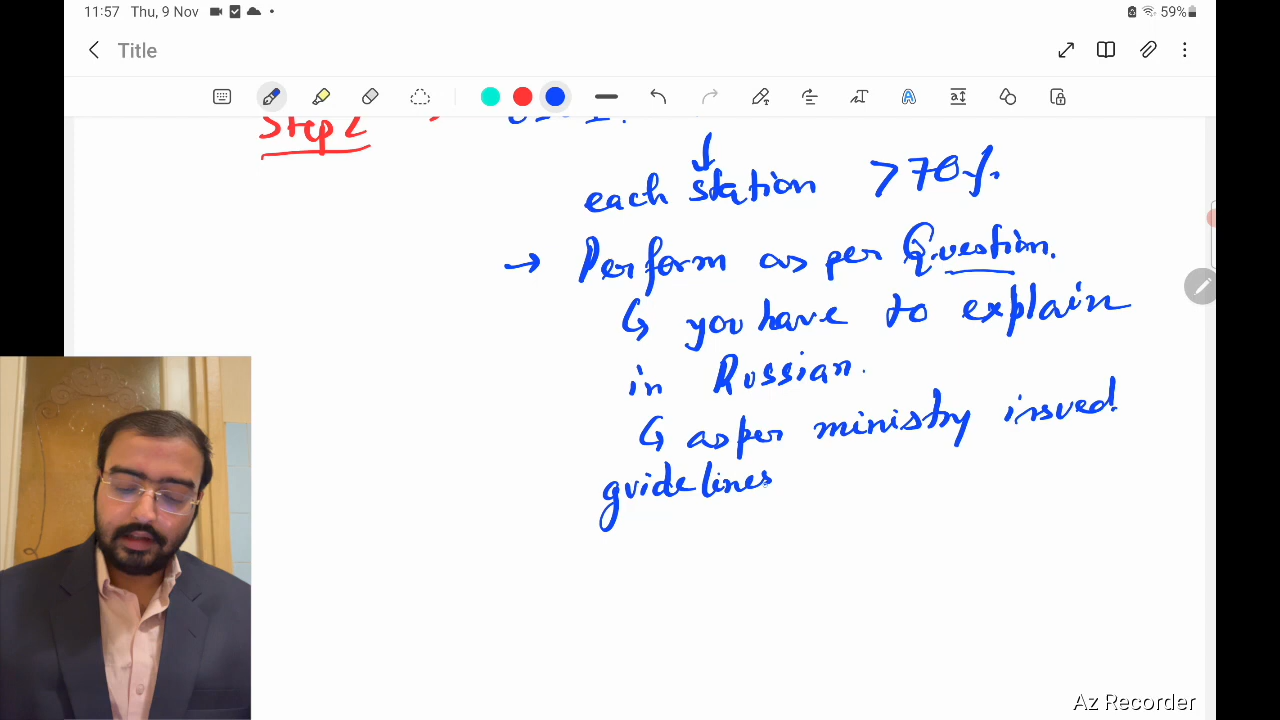 11:57 Thu, 9 Nov
59%
Title
Step 2
each station >70%
→ Perform as per Question.
↳ you have to explain
in Russian.
↳ as per ministry issued
guidelines
Az Recorder